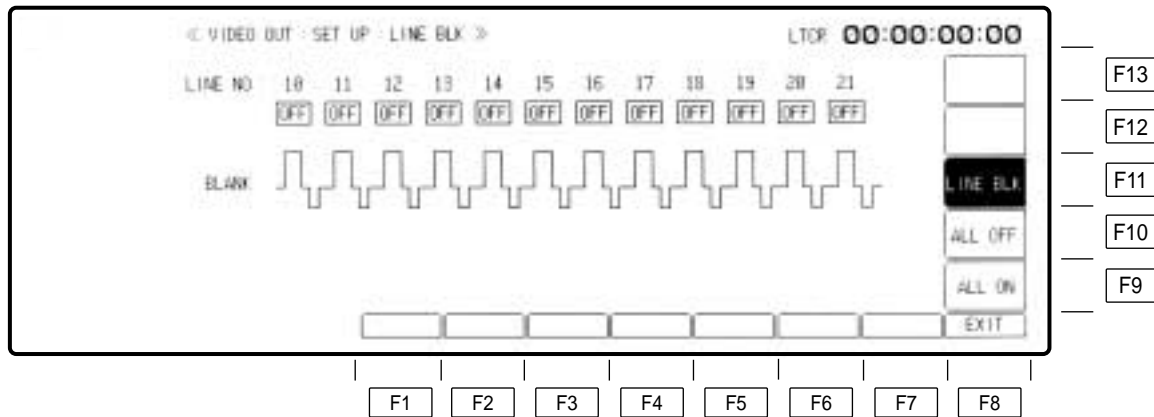 ≪ VIDEO OUT : SET UP : LINE BLK ≫ LTCR 00:00:00:00
LINE NO 10 11 12 13 14 15 16 17 18 19 20 21
OFF OFF OFF OFF OFF OFF OFF OFF OFF OFF OFF OFF
BLANK
LINE BLK
ALL OFF
ALL ON
EXIT
F13
F12
F11
F10
F9
F1 F2 F3 F4 F5 F6 F7 F8